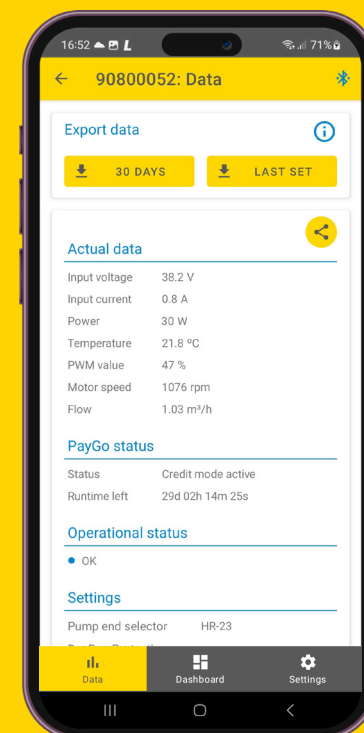 16:52
71%
90800052: Data
Export data
30 DAYS
LAST SET
Actual data
Input voltage 38.2 V
Input current 0.8 A
Power 30 W
Temperature 21.8 ºC
PWM value 47 %
Motor speed 1076 rpm
Flow 1.03 m³/h
PayGo status
Status Credit mode active
Runtime left 29d 02h 14m 25s
Operational status
OK
Settings
Pump end selector HR-23
Data
Dashboard
Settings